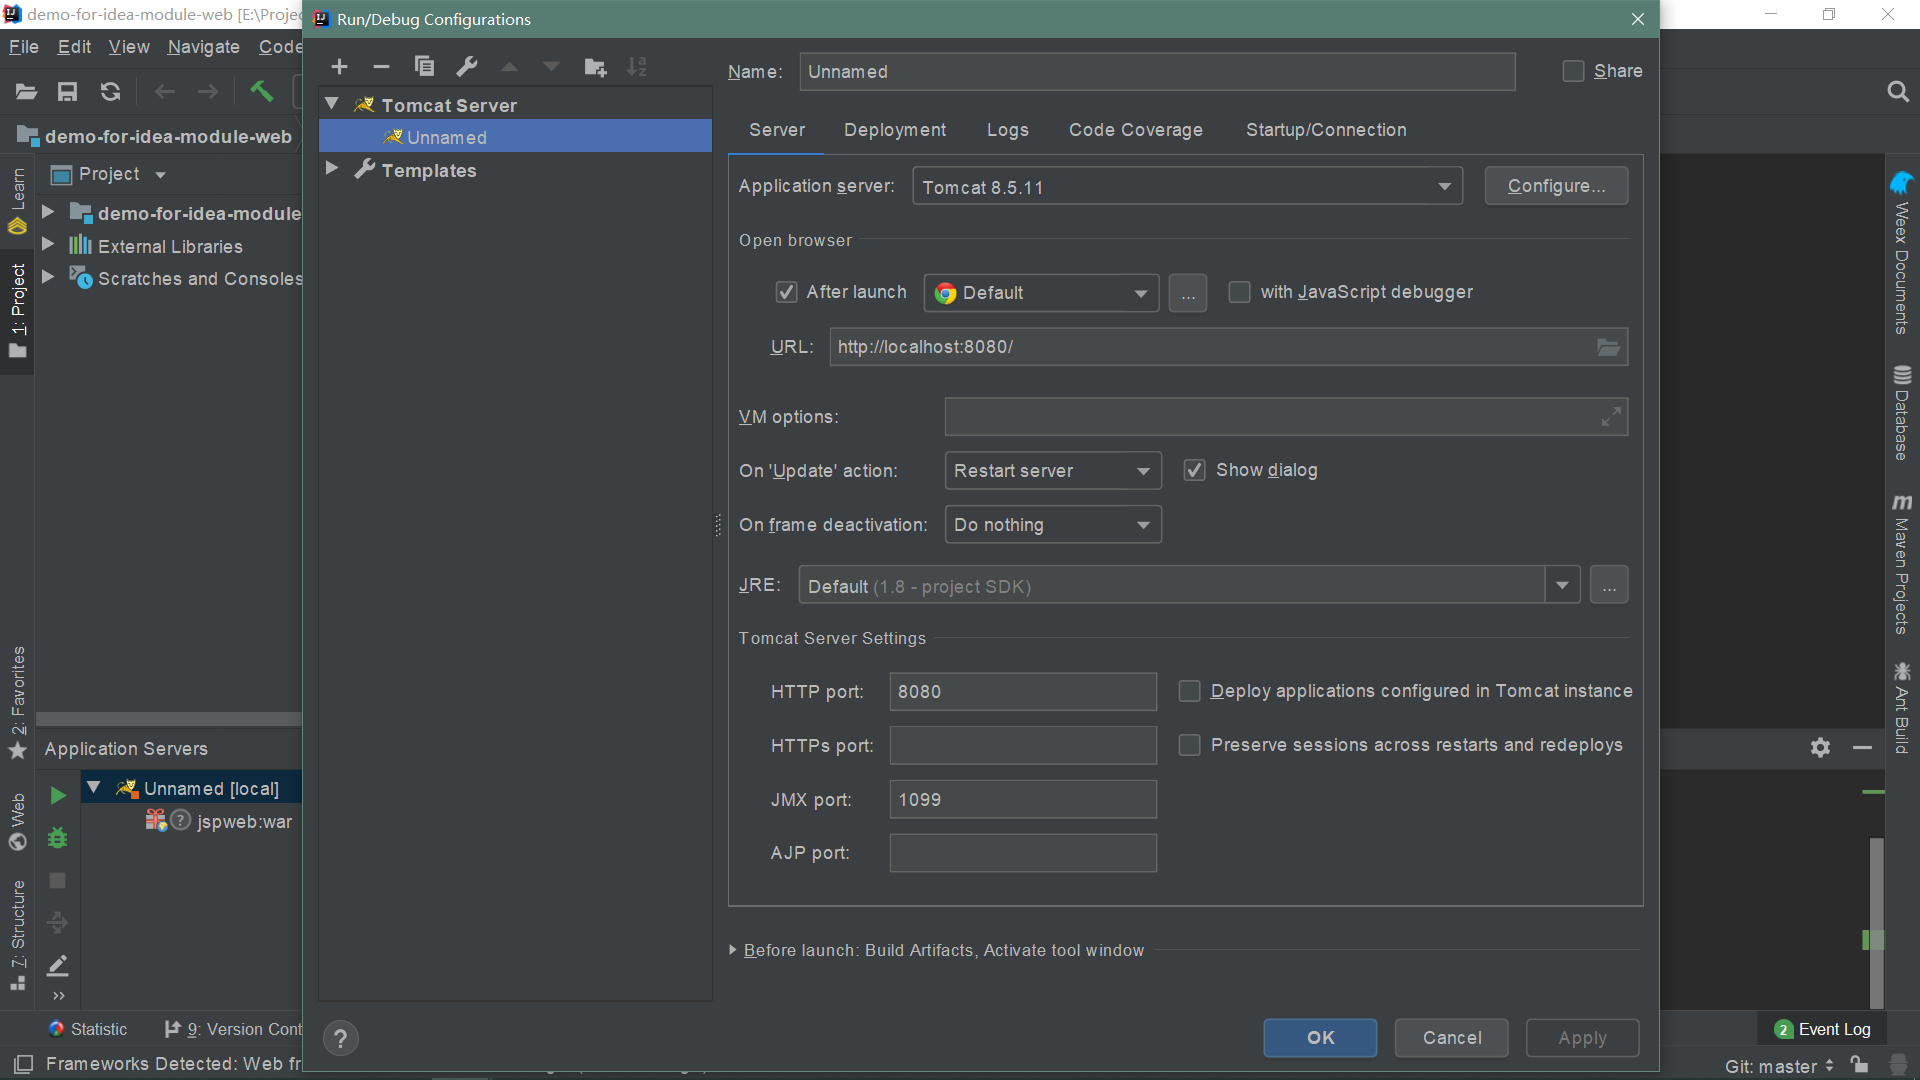 demo-for-idea-module-web [E:\Projec
Run/Debug Configurations
File Edit View Navigate Code
Name: Unnamed
Share
demo-for-idea-module-web
Tomcat Server
Unnamed
Templates
Server Deployment Logs Code Coverage Startup/Connection
Project
demo-for-idea-module
External Libraries
Scratches and Consoles
Application server: Tomcat 8.5.11 Configure...
Open browser
After launch Default ... with JavaScript debugger
URL: http://localhost:8080/
VM options:
On 'Update' action: Restart server Show dialog
On frame deactivation: Do nothing
JRE: Default (1.8 - project SDK) ...
Tomcat Server Settings
HTTP port: 8080 Deploy applications configured in Tomcat instance
HTTPs port: Preserve sessions across restarts and redeploys
JMX port: 1099
AJP port:
Before launch: Build Artifacts, Activate tool window
? OK Cancel Apply
Learn
1: Project
2: Favorites
Web
7: Structure
Application Servers
Unnamed [local]
? jspweb:war
Weex Documents
Database
m Maven Projects
Ant Build
Statistic 9: Version Cont
2 Event Log
Frameworks Detected: Web fr
Git: master